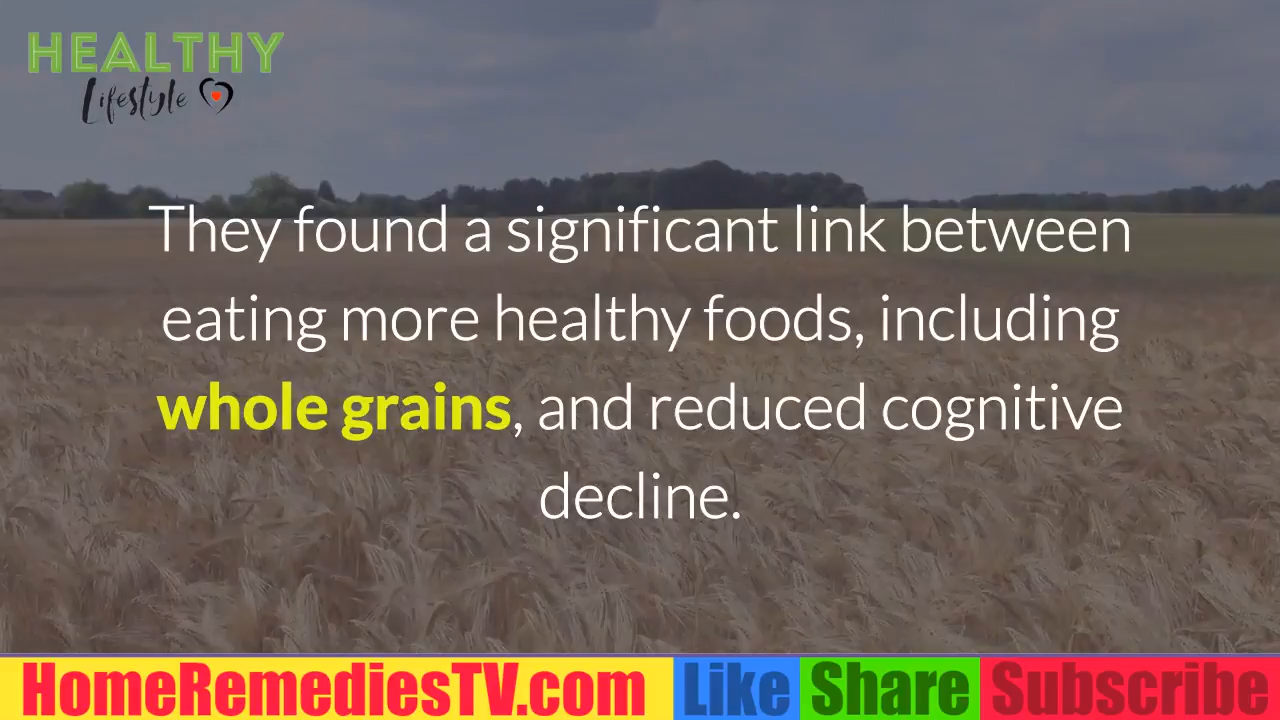 HEALTHY
Lifestyle
They found a significant link between
eating more healthy foods, including
whole grains, and reduced cognitive
decline.
HomeRemediesTV.com Like Share Subscribe